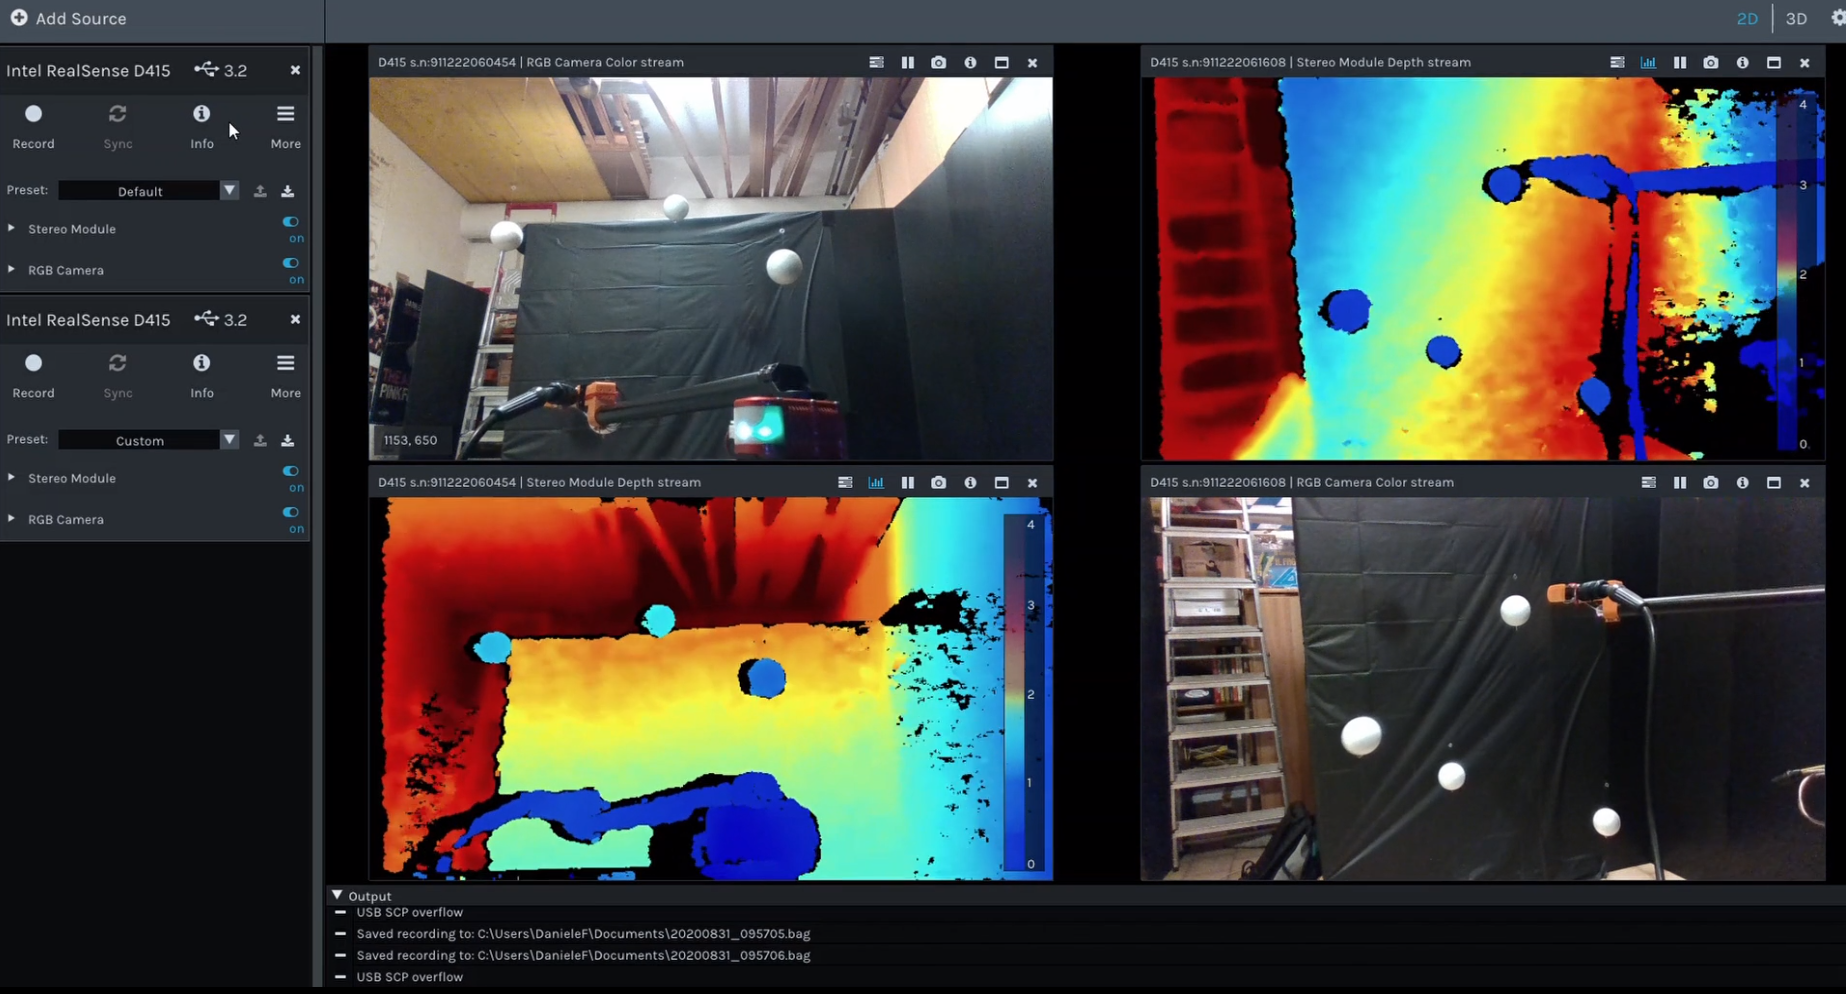 Add Source
2D | 3D
Intel RealSense D415 3.2
Record Sync Info More
Preset: Default
Stereo Module on
RGB Camera on
Intel RealSense D415 3.2
Record Sync Info More
Preset: Custom
Stereo Module on
RGB Camera on
D415 s.n:911222060454 | RGB Camera Color stream
1153, 650
D415 s.n:911222061608 | Stereo Module Depth stream
4
3
2
1
0
D415 s.n:911222060454 | Stereo Module Depth stream
4
3
2
1
0
D415 s.n:911222061608 | RGB Camera Color stream
Output
USB SCP overflow
Saved recording to: C:\Users\DanieleF\Documents\20200831_095705.bag
Saved recording to: C:\Users\DanieleF\Documents\20200831_095706.bag
USB SCP overflow